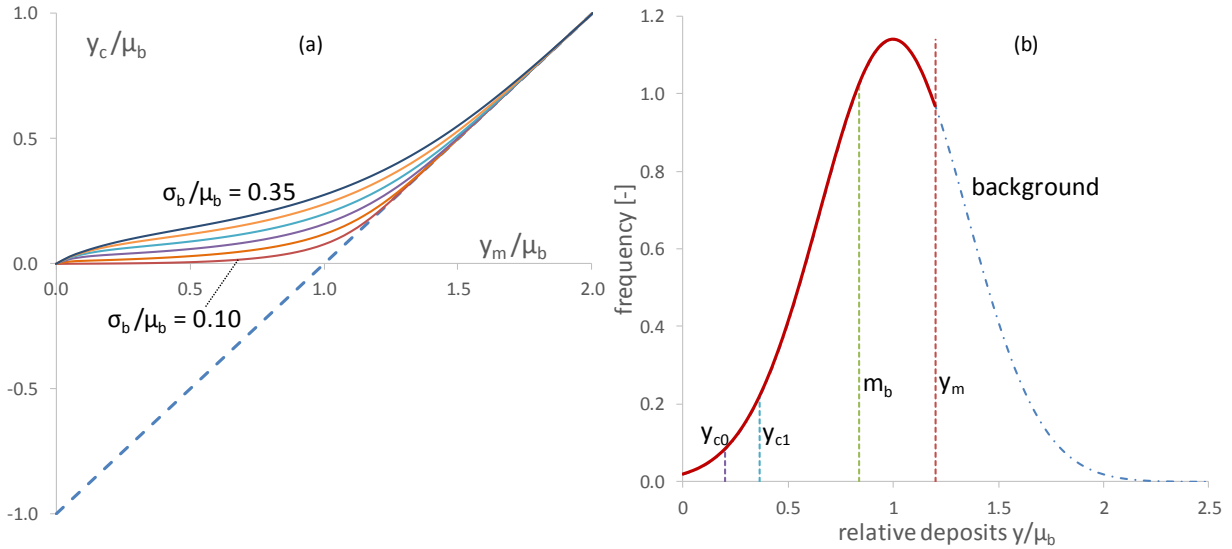 (a)
y_c/μ_b
1.0
0.5
0.0
-0.5
-1.0
σ_b/μ_b = 0.35
y_m/μ_b
0.0 0.5 1.0 1.5 2.0
σ_b/μ_b = 0.10
(b)
frequency [-]
1.2
1.0
0.8
0.6
0.4
0.2
0.0
background
m_b
y_m
y_c0
y_c1
0 0.5 1 1.5 2 2.5
relative deposits y/μ_b